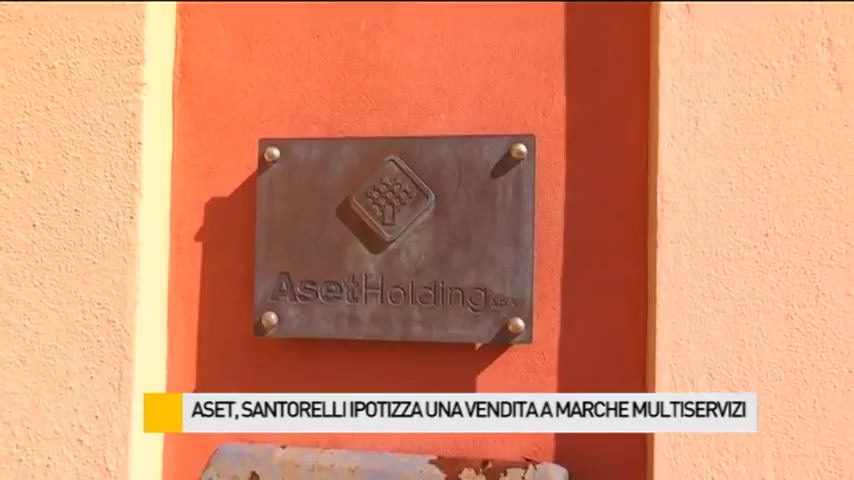 AsetHolding S.p.A.
ASET, SANTORELLI IPOTIZZA UNA VENDITA A MARCHE MULTISERVIZI